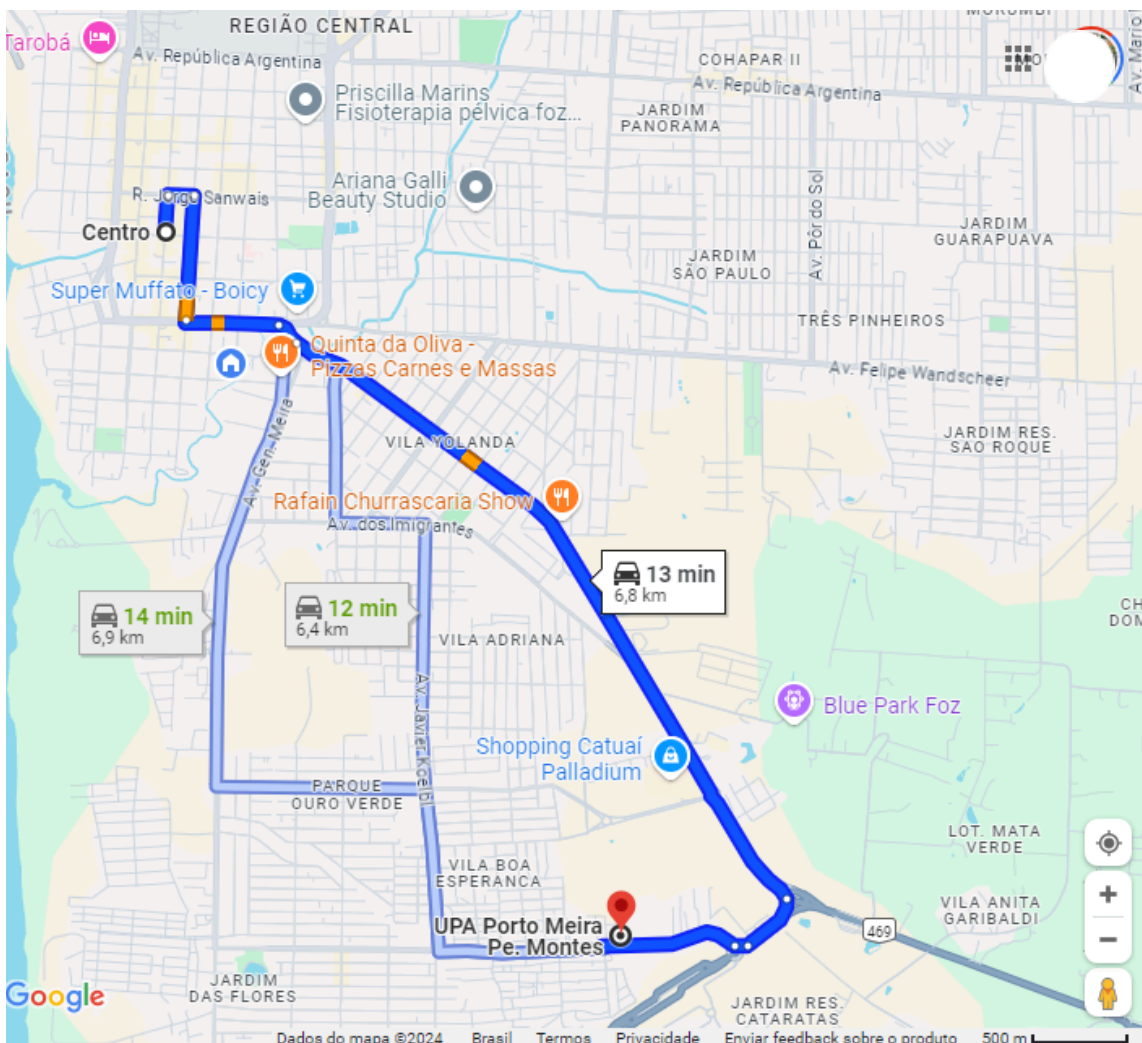 REGIÃO CENTRAL
Tarobá
Av. República Argentina
COHAPAR II
Av. República Argentina
Av. Mario
Priscilla Marins
Fisioterapia pélvica foz...
JARDIM
PANORAMA
Ariana Galli
Beauty Studio
R. Jorge Sanwais
Centro
Av. Pôr do Sol
JARDIM
GUARAPUAVA
JARDIM
SÃO PAULO
Super Muffato - Boicy
TRÊS PINHEIROS
Quinta da Oliva -
Pizzas Carnes e Massas
Av. Felipe Wandscheer
Av. Gen. Meira
VILA YOLANDA
JARDIM RES.
SAO ROQUE
Rafain Churrascaria Show
Av. dos Imigrantes
13 min
6,8 km
14 min
6,9 km
12 min
6,4 km
CH
DOM
VILA ADRIANA
Av. Javier Koelbl
Blue Park Foz
Shopping Catuaí
Palladium
PARQUE
OURO VERDE
LOT. MATA
VERDE
VILA BOA
ESPERANCA
VILA ANITA
GARIBALDI
UPA Porto Meira
Pe. Montes
469
JARDIM
DAS FLORES
Google
JARDIM RES.
CATARATAS
Dados do mapa ©2024 Brasil Termos Privacidade Enviar feedback sobre o produto 500 m